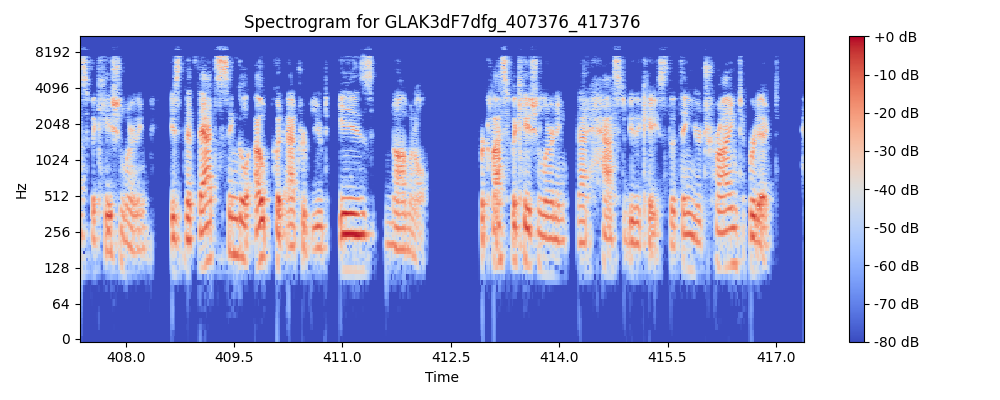 Spectrogram for GLAK3dF7dfg_407376_417376
8192
4096
2048
1024
512
256
128
64
0
Hz
408.0 409.5 411.0 412.5 414.0 415.5 417.0
Time
+0 dB
-10 dB
-20 dB
-30 dB
-40 dB
-50 dB
-60 dB
-70 dB
-80 dB